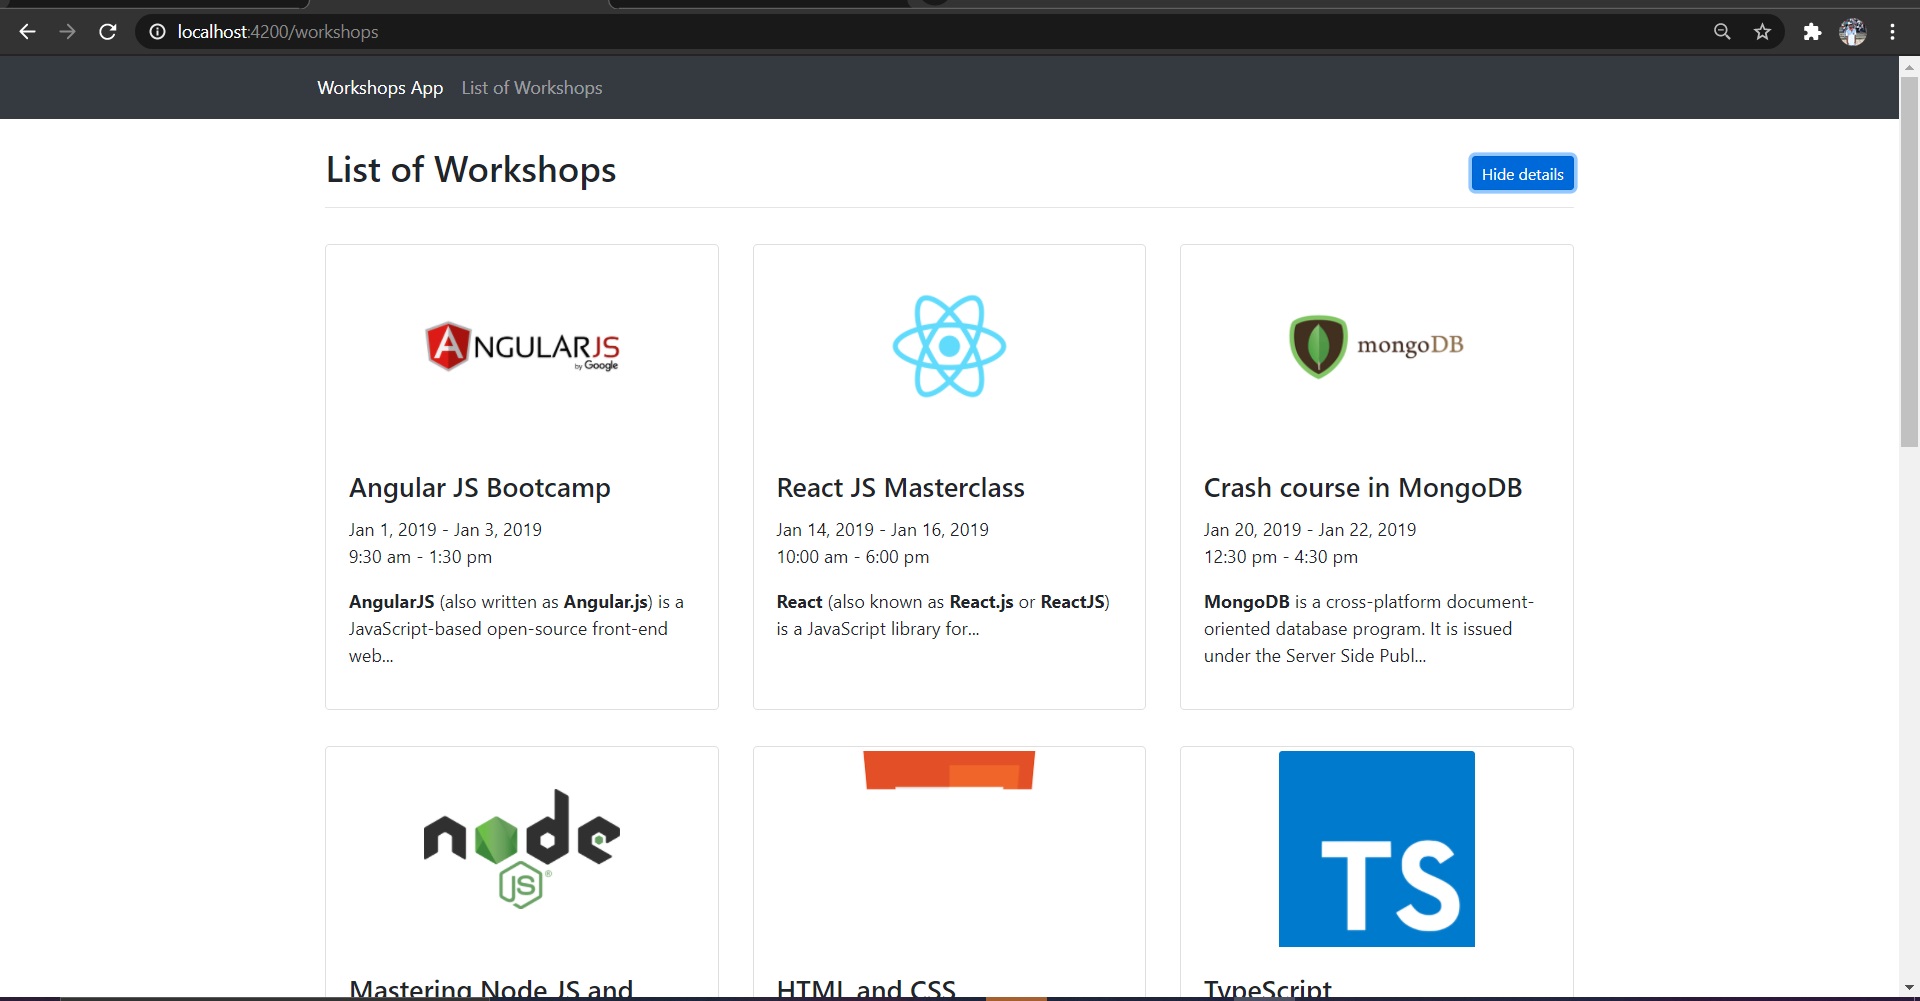 localhost:4200/workshops
Workshops App List of Workshops
List of Workshops
Hide details
ANGULARJS
by Google
mongoDB
Angular JS Bootcamp
Jan 1, 2019 - Jan 3, 2019
9:30 am - 1:30 pm
AngularJS (also written as Angular.js) is a
JavaScript-based open-source front-end
web...
React JS Masterclass
Jan 14, 2019 - Jan 16, 2019
10:00 am - 6:00 pm
React (also known as React.js or ReactJS)
is a JavaScript library for...
Crash course in MongoDB
Jan 20, 2019 - Jan 22, 2019
12:30 pm - 4:30 pm
MongoDB is a cross-platform document-
oriented database program. It is issued
under the Server Side Publ...
node
JS®
TS
Mastering Node JS and
HTML and CSS
TypeScript